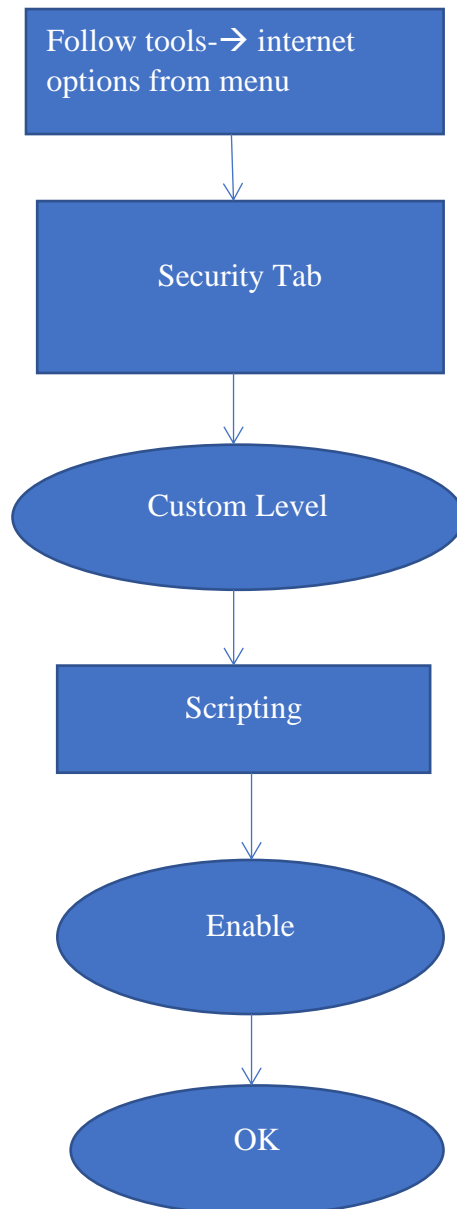 Follow tools-→ internet
options from menu
Security Tab
Custom Level
Scripting
Enable
OK